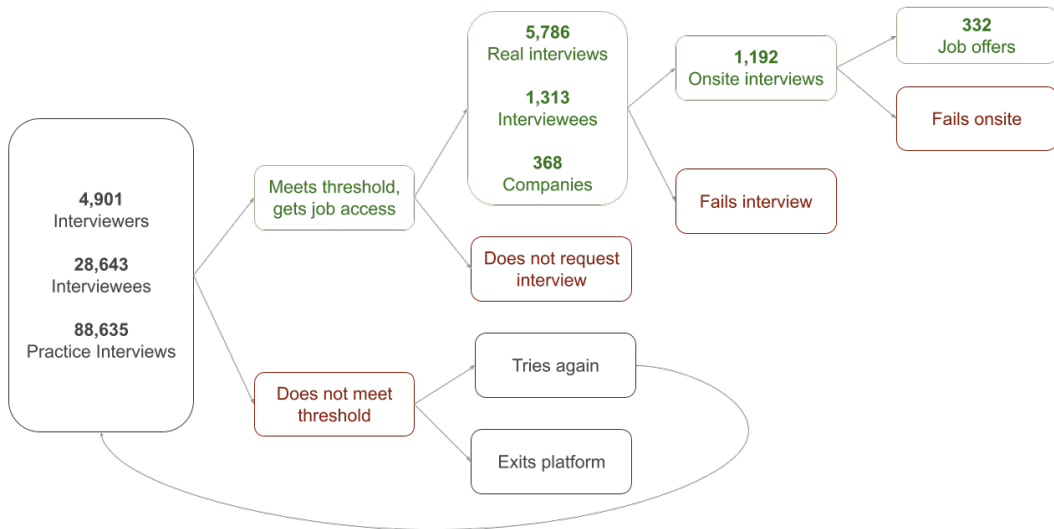 4,901
Interviewers
28,643
Interviewees
88,635
Practice Interviews
Meets threshold,
gets job access
Does not meet
threshold
5,786
Real interviews
1,313
Interviewees
368
Companies
Does not request
interview
Tries again
Exits platform
1,192
Onsite interviews
Fails interview
332
Job offers
Fails onsite